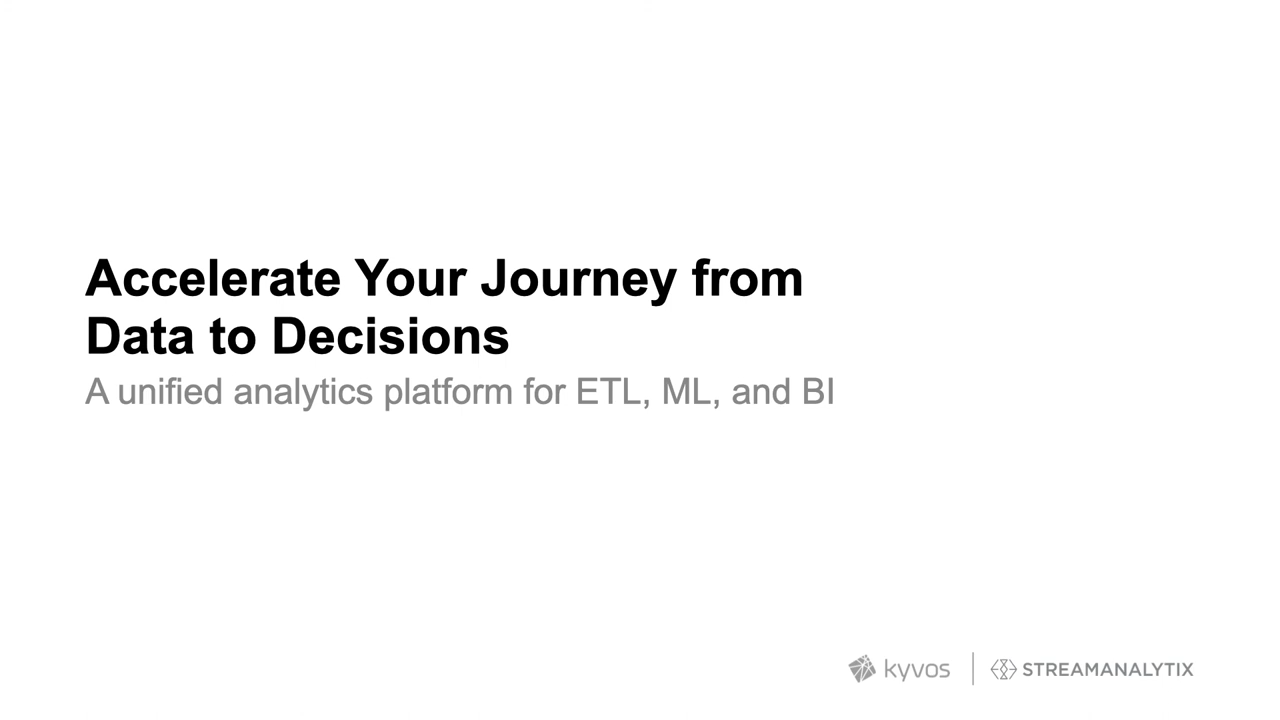 Accelerate Your Journey from
Data to Decisions
A unified analytics platform for ETL, ML, and BI
kyvos | STREAMANALYTIX